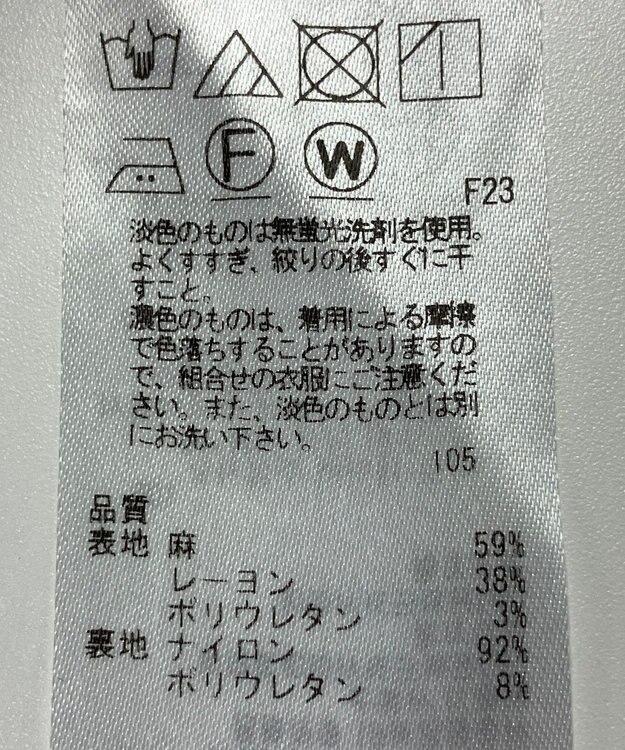 F W
F23
淡色のものは無蛍光洗剤を使用。
よくすすぎ、絞りの後すぐに干
すこと。
濃色のものは、着用による摩擦
で色落ちすることがありますの
で、組合せの衣服にご注意くだ
さい。また、淡色のものとは別
にお洗い下さい。
105
品質
表地 麻 59%
レーヨン 38%
ポリウレタン 3%
裏地 ナイロン 92%
ポリウレタン 8%